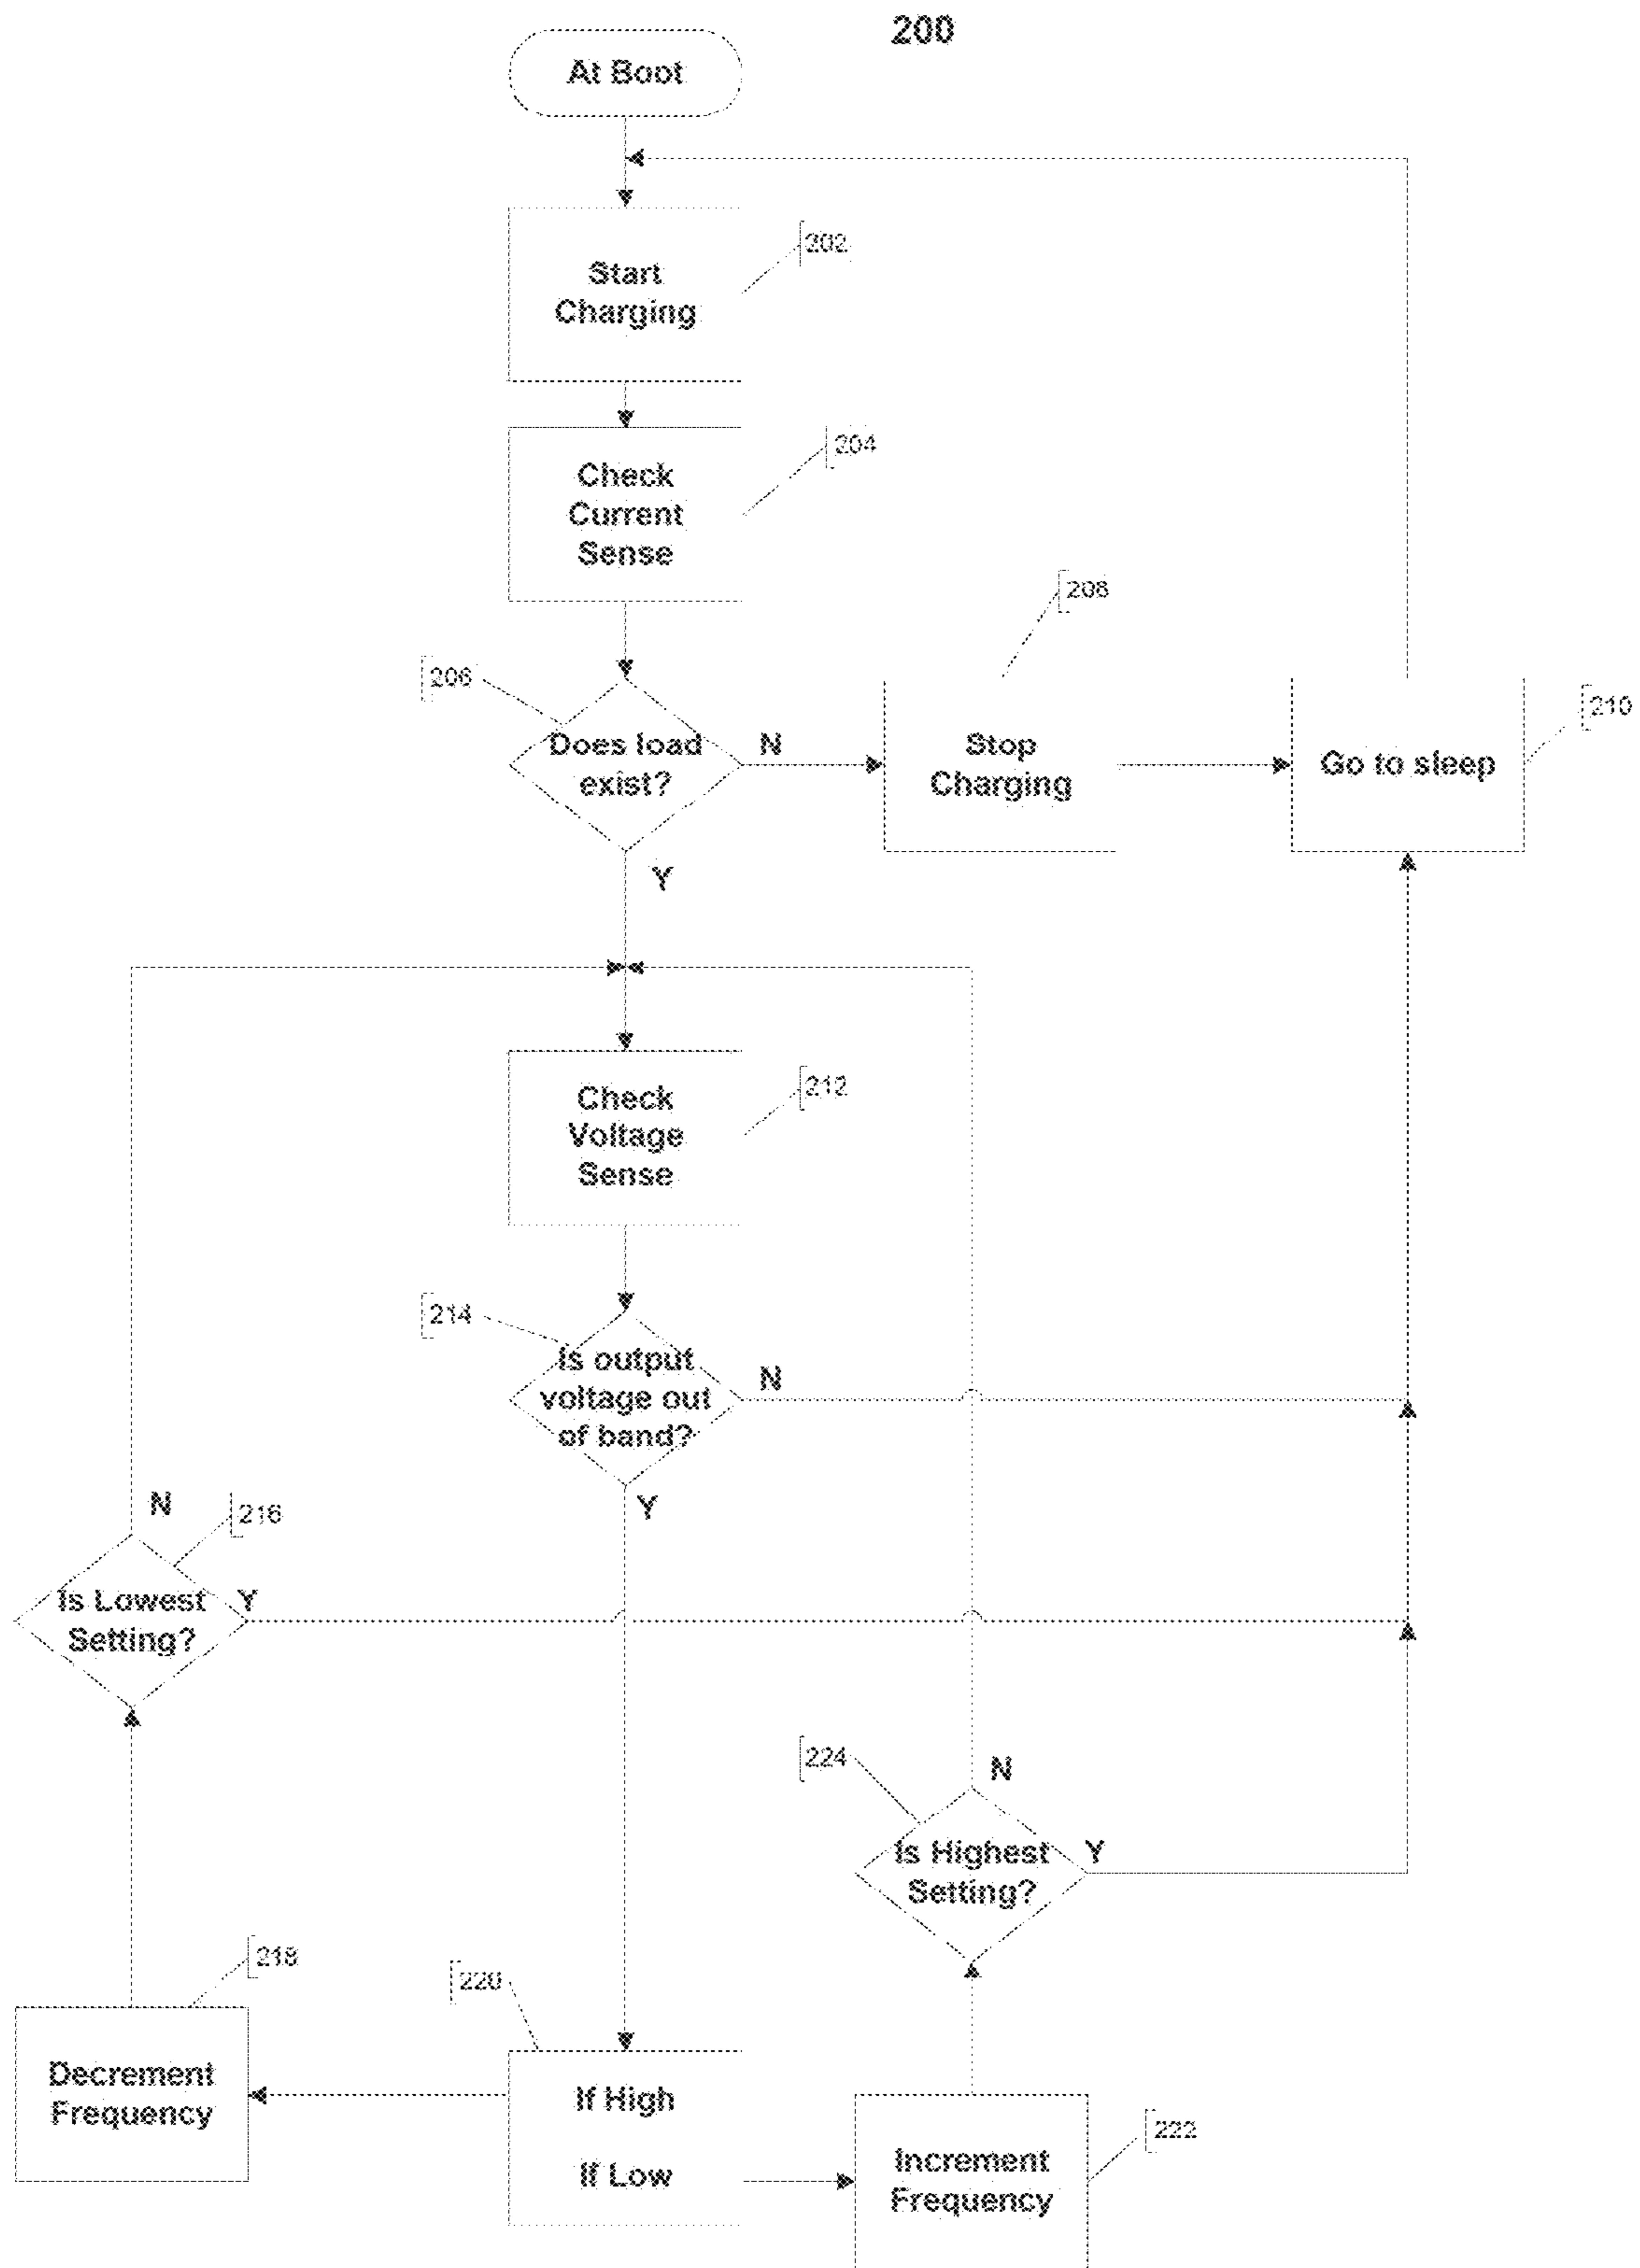 200
At Boot
Start
Charging
202
Check
Current
Sense
204
206
Does load
exist?
N
Y
Stop
Charging
208
Go to sleep
210
Check
Voltage
Sense
212
214
Is output
voltage out
of band?
N
Y
N
216
Is Lowest
Setting?
Y
224
N
Is Highest
Setting?
Y
218
Decrement
Frequency
220
If High
If Low
Increment
Frequency
222